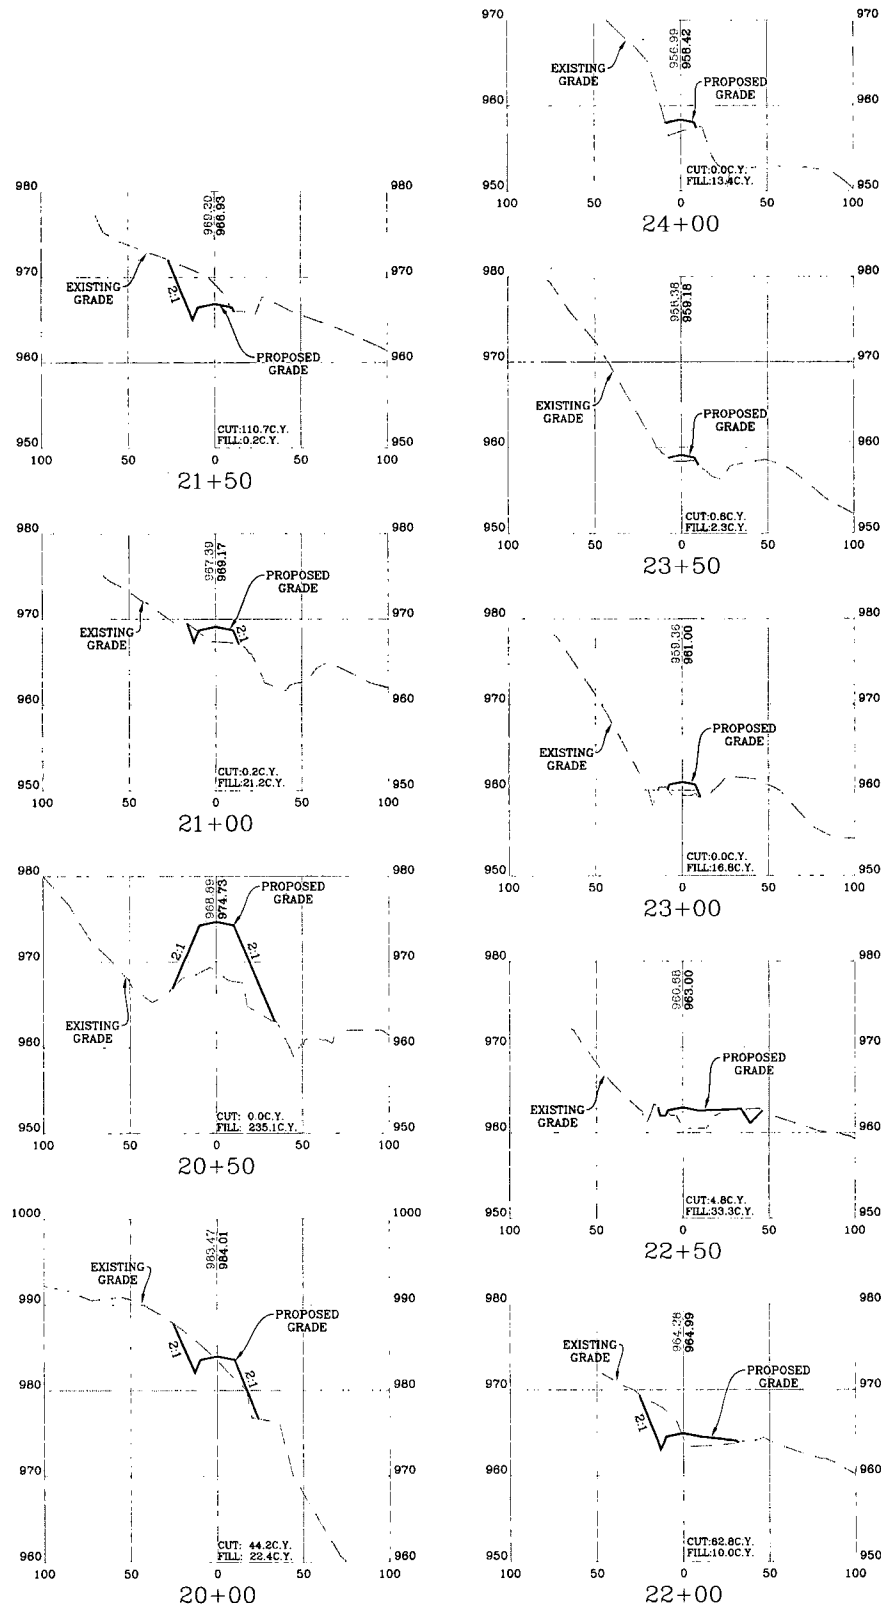 980 980
969.20
966.93
970 970
EXISTING
GRADE
2:1
PROPOSED
GRADE
960 960
CUT:110.7C.Y.
FILL:0.2C.Y.
950 950
100 50 0 50 100
21+50
980 980
967.39
969.17
PROPOSED
GRADE
970 970
EXISTING
GRADE
2:1
960 960
CUT:0.2C.Y.
FILL:21.2C.Y.
950 950
100 50 0 50 100
21+00
980 980
968.89
974.73
PROPOSED
GRADE
2:1 2:1
970 970
EXISTING
GRADE
960 960
CUT: 0.0C.Y.
FILL: 235.1C.Y.
950 950
100 50 0 50 100
20+50
1000 1000
983.47
984.01
EXISTING
GRADE
990 990
PROPOSED
GRADE
2:1 2:1
980 980
970 970
CUT: 44.2C.Y.
FILL: 22.4C.Y.
960 960
100 50 0 50 100
20+00
970 970
956.99
958.42
EXISTING
GRADE
PROPOSED
GRADE
960 960
CUT:0.0C.Y.
FILL:13.4C.Y.
950 950
100 50 0 50 100
24+00
980 980
958.38
959.18
970 970
EXISTING
GRADE
PROPOSED
GRADE
960 960
CUT:0.6C.Y.
FILL:2.3C.Y.
950 950
100 50 0 50 100
23+50
980 980
959.36
961.00
970 970
EXISTING
GRADE
PROPOSED
GRADE
960 960
CUT:0.0C.Y.
FILL:16.8C.Y.
950 950
100 50 0 50 100
23+00
980 980
963.00
970 970
EXISTING
GRADE
PROPOSED
GRADE
960 960
CUT:4.8C.Y.
FILL:33.3C.Y.
950 950
100 50 0 50 100
22+50
980 980
964.28
964.99
EXISTING
GRADE
970 970
PROPOSED
GRADE
2:1
960 960
CUT:62.8C.Y.
FILL:10.0C.Y.
950 950
100 50 0 50 100
22+00